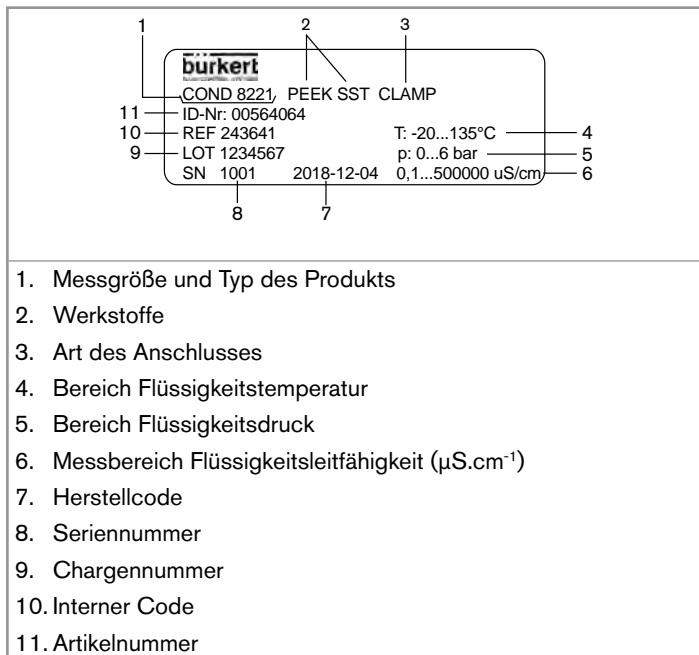 1 2 3
burkert
COND 8221 PEEK SST CLAMP
11 ID-Nr: 00564064
10 REF 243641 T: -20...135°C 4
9 LOT 1234567 p: 0...6 bar 5
SN 1001 2018-12-04 0,1...500000 uS/cm 6
8 7
1. Messgröße und Typ des Produkts
2. Werkstoffe
3. Art des Anschlusses
4. Bereich Flüssigkeitstemperatur
5. Bereich Flüssigkeitsdruck
6. Messbereich Flüssigkeitsleitfähigkeit (µS.cm⁻¹)
7. Herstellcode
8. Seriennummer
9. Chargennummer
10. Interner Code
11. Artikelnummer